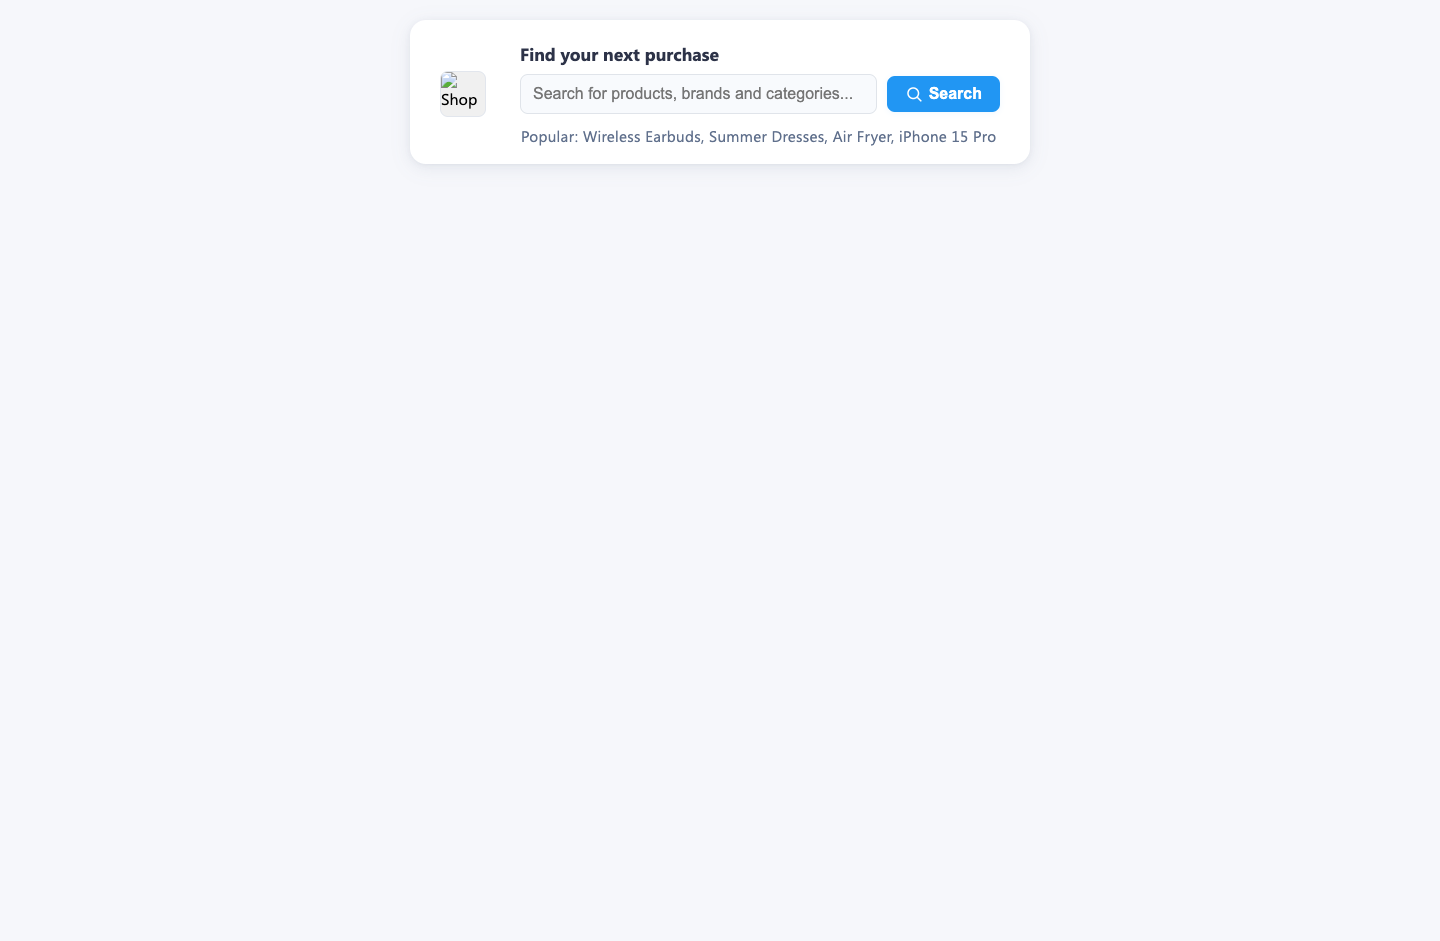 Find your next purchase
Shop
Search for products, brands and categories...
Search
Popular: Wireless Earbuds, Summer Dresses, Air Fryer, iPhone 15 Pro